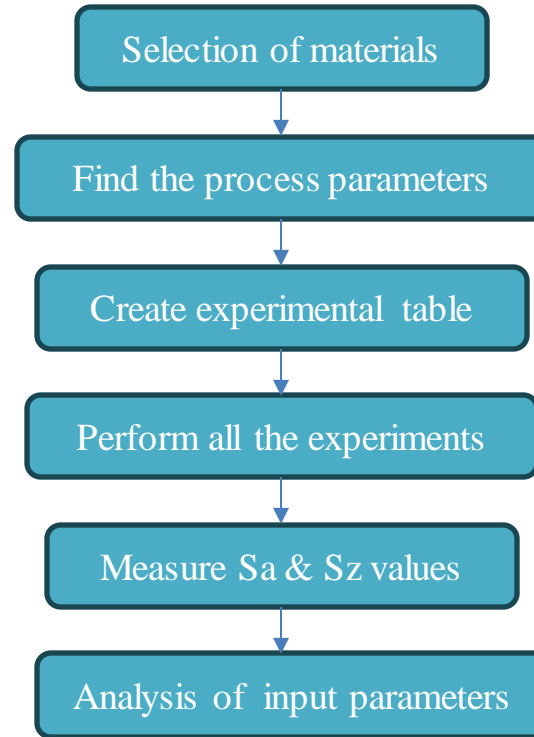 Selection of materials
Find the process parameters
Create experimental table
Perform all the experiments
Measure Sa & Sz values
Analysis of input parameters